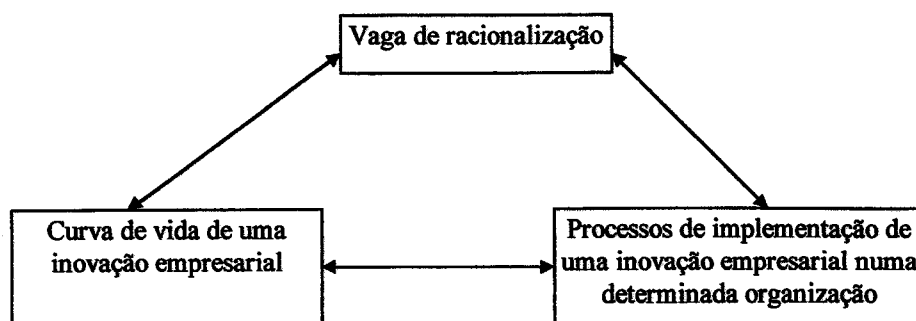 Vaga de racionalização
Curva de vida de uma
inovação empresarial
Processos de implementação de
uma inovação empresarial numa
determinada organização